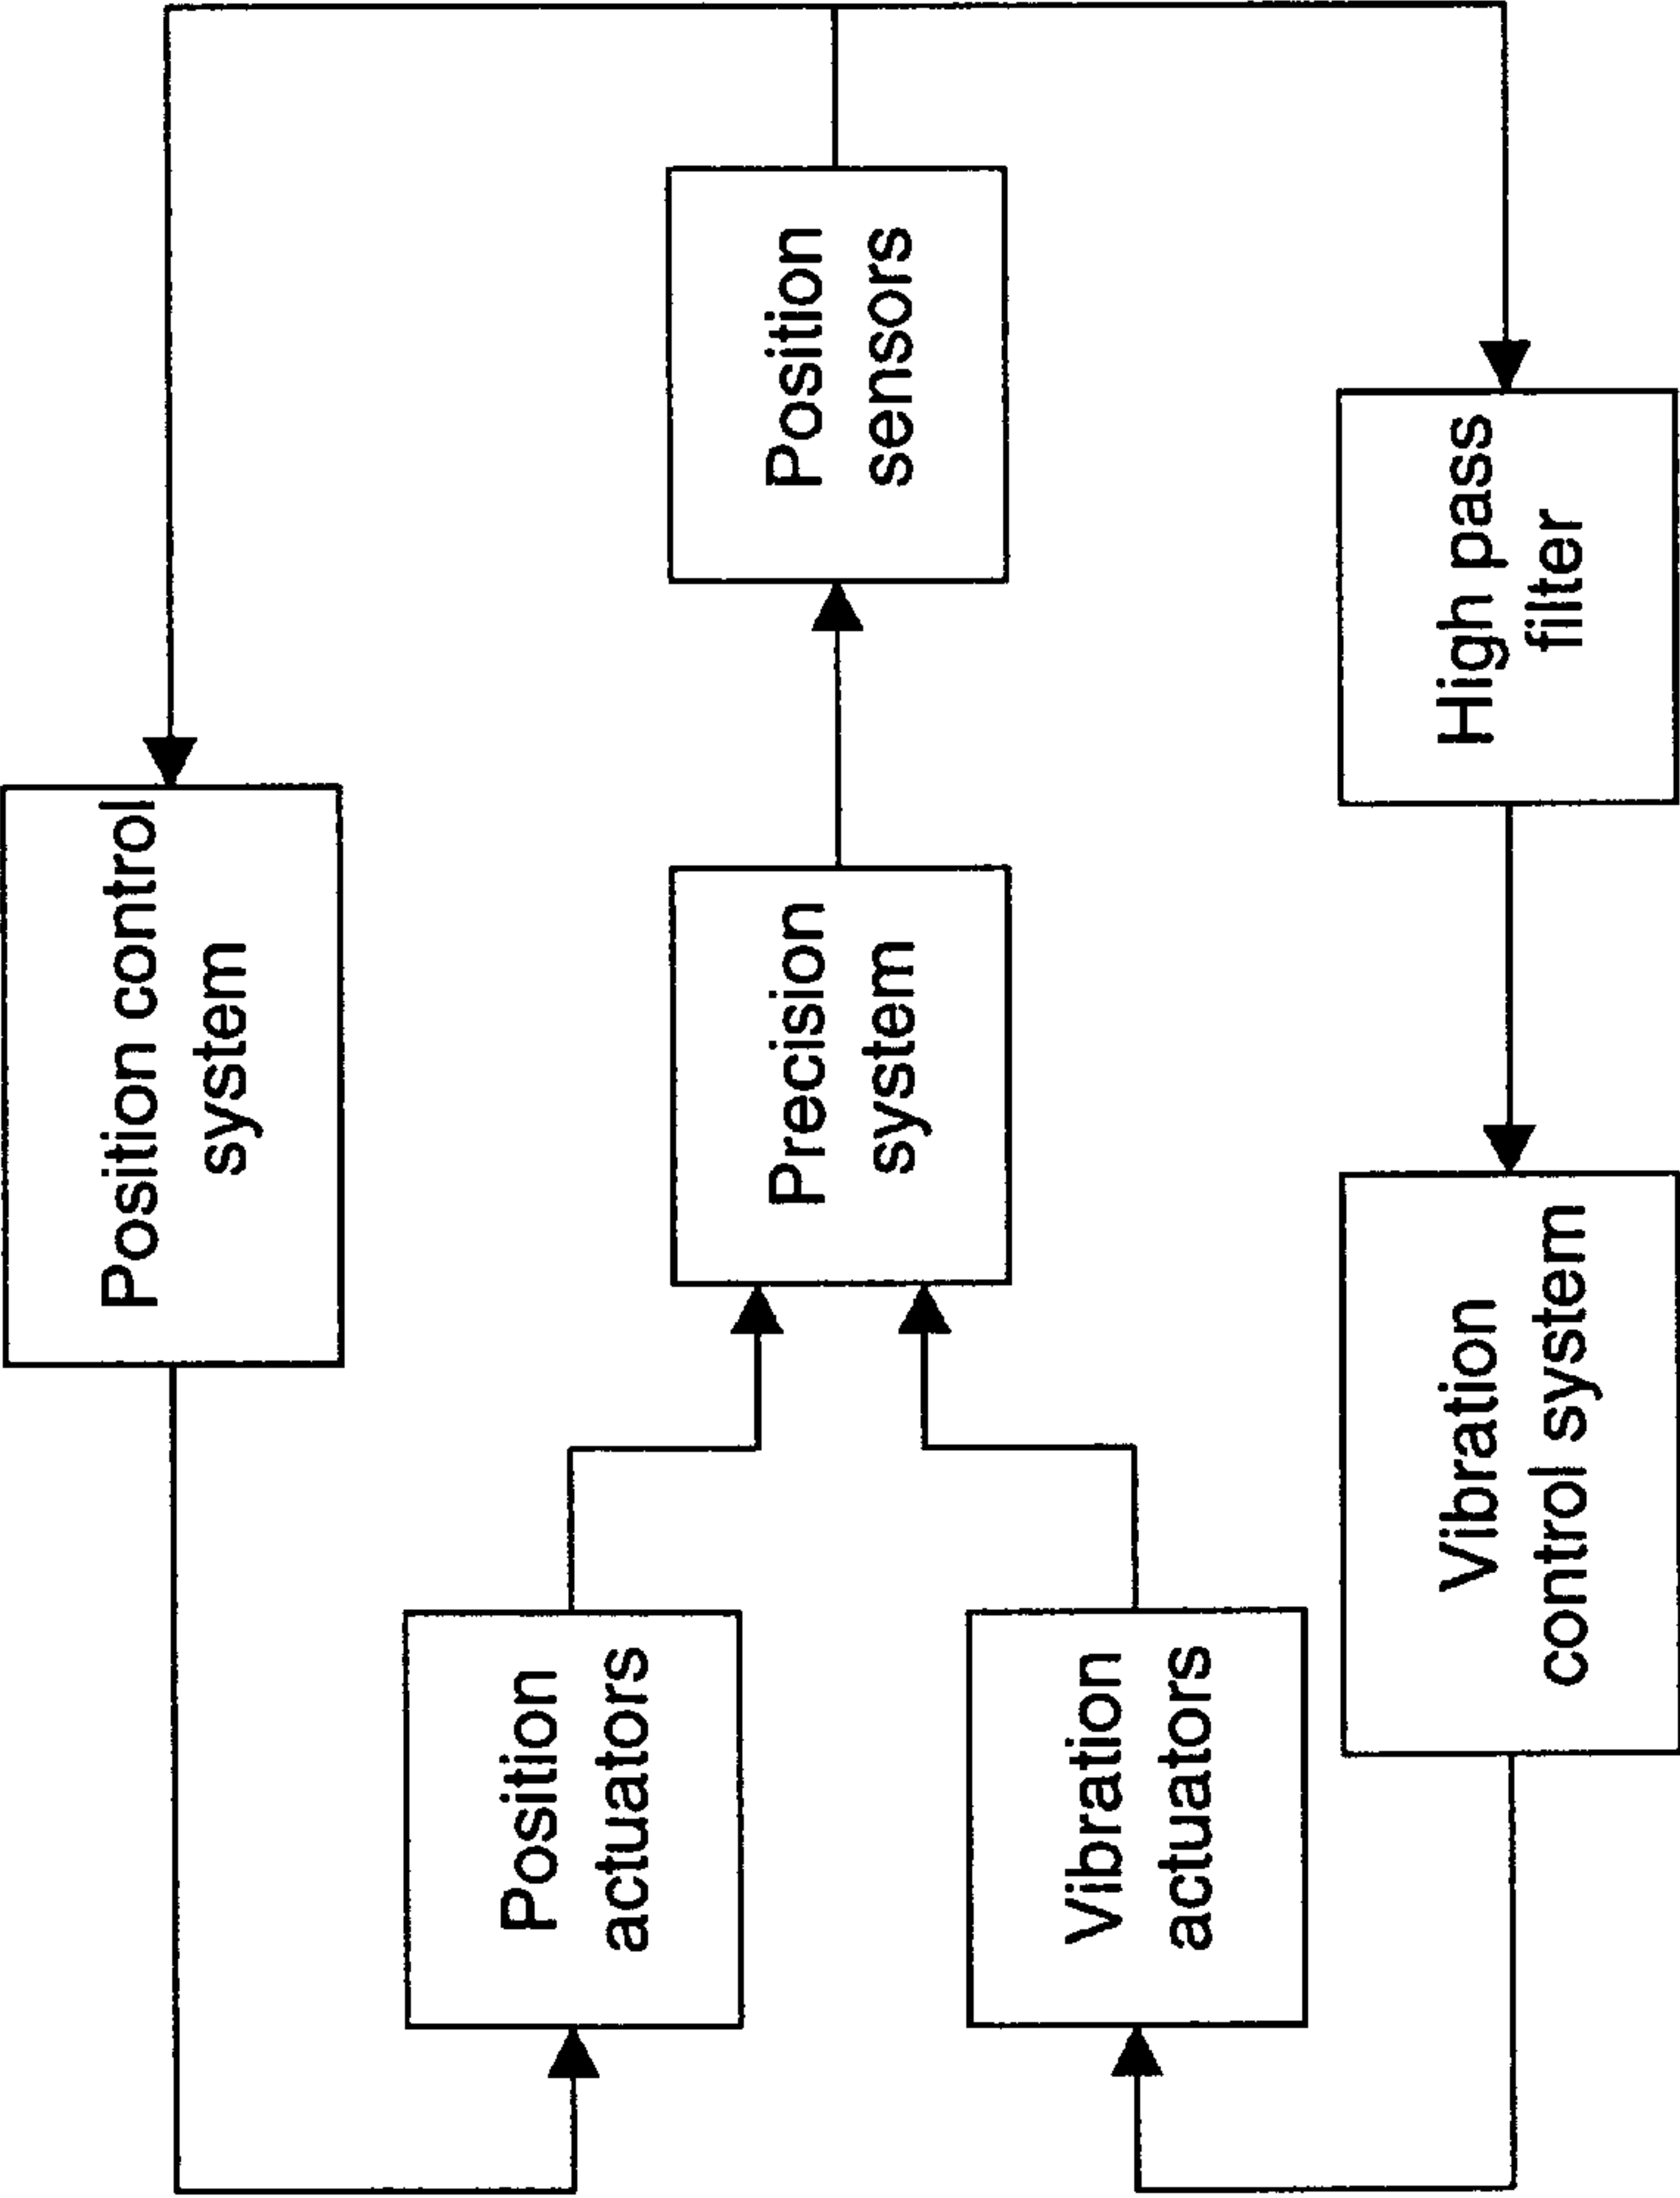 Position control
system
Position
actuators
Precision
system
Position
sensors
Vibration
actuators
Vibration
control system
High pass
filter